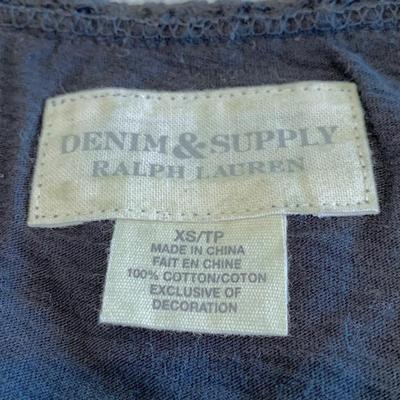 DENIM & SUPPLY
RALPH LAUREN
XS/TP
MADE IN CHINA
FAIT EN CHINE
100% COTTON/COTON
EXCLUSIVE OF
DECORATION